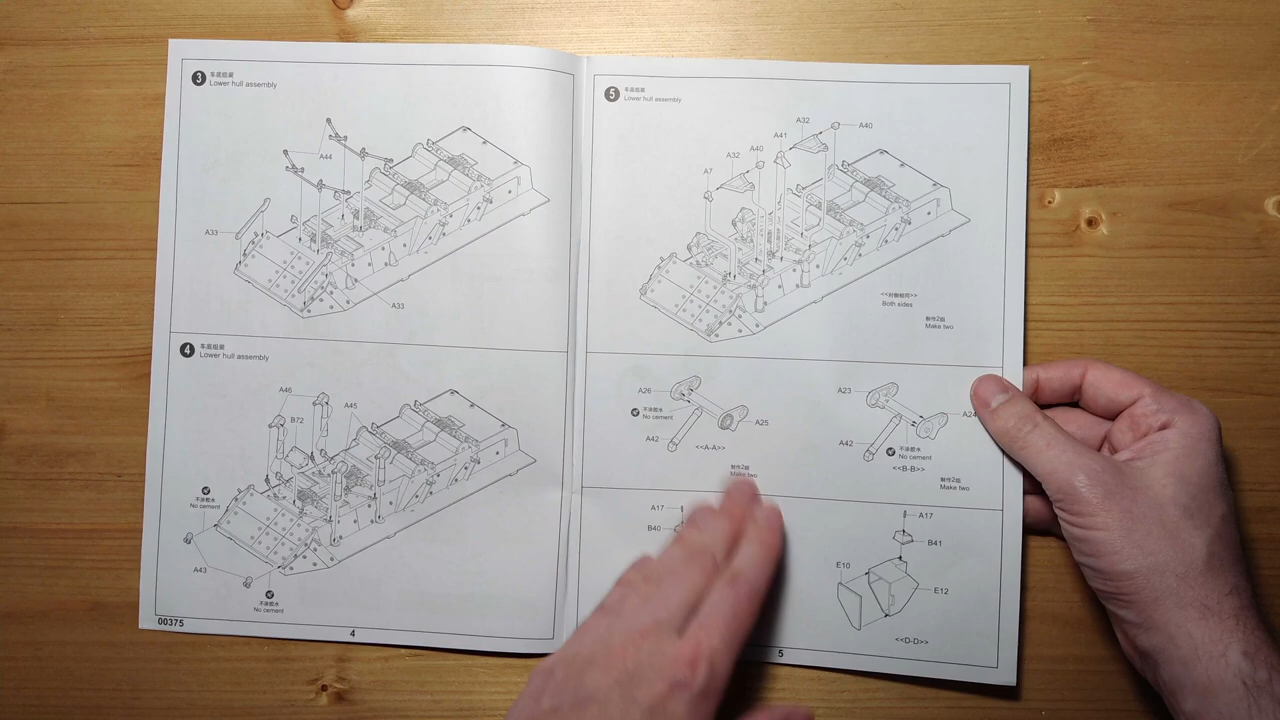 3 车底组装
Lower hull assembly
A44
A33
A33
4 车底组装
Lower hull assembly
A46
B72
A45
不涂胶水
No cement
A43
不涂胶水
No cement
00375
4
5 车底组装
Lower hull assembly
A32
A40
A41
A40
A32
A7
<<对侧相同>>
Both sides
制作2组
Make two
A26
不涂胶水
No cement
A25
A42
<<A-A>>
制作2组
Make two
A23
A24
A42
不涂胶水
No cement
<<B-B>>
制作2组
Make two
A17
B40
A17
B41
E10
E12
<<D-D>>
5